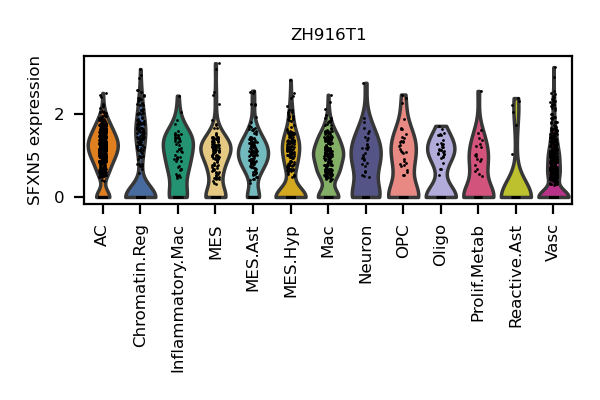 ZH916T1
SFXN5 expression
2
0
AC
Chromatin.Reg
Inflammatory.Mac
MES
MES.Ast
MES.Hyp
Mac
Neuron
OPC
Oligo
Prolif.Metab
Reactive.Ast
Vasc